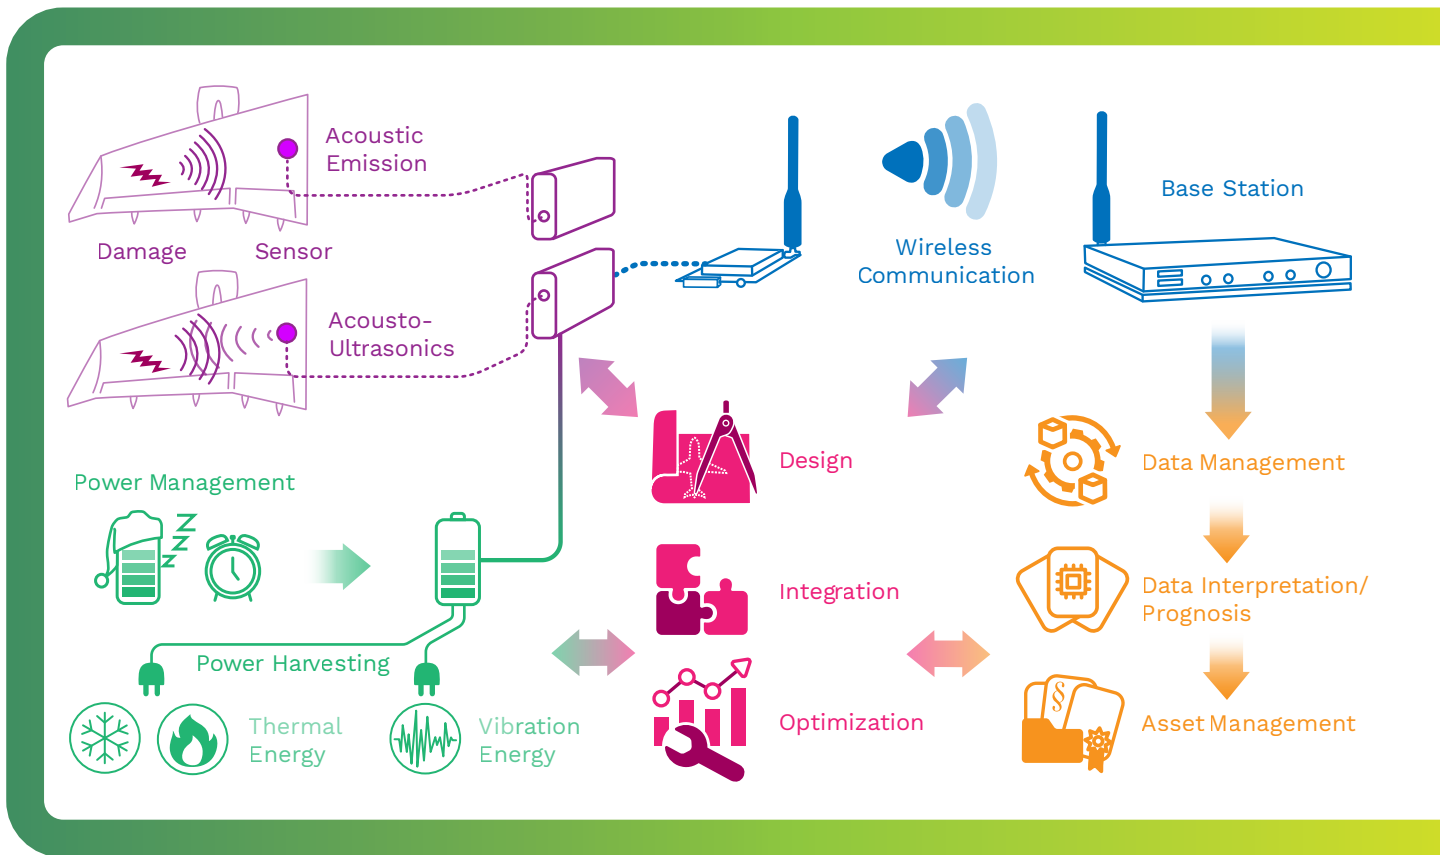 Acoustic
Emission
Damage
Sensor
Acousto-
Ultrasonics
Wireless
Communication
Base Station
Power Management
Z
Z
Z
Power Harvesting
Thermal
Energy
Vibration
Energy
Design
Integration
Optimization
Data Management
Data Interpretation/
Prognosis
§
Asset Management